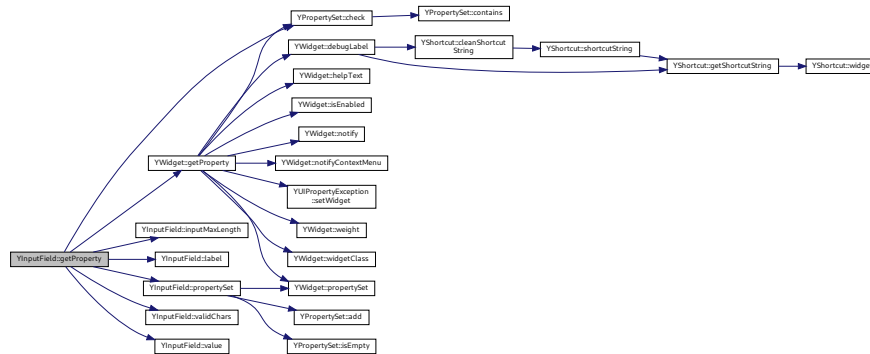 YPropertySet::check
YPropertySet::contains
YWidget::debugLabel
YShortcut::cleanShortcut
String
YShortcut::shortcutString
YShortcut::getShortcutString
YShortcut::widget
YWidget::helpText
YWidget::isEnabled
YWidget::notify
YWidget::getProperty
YWidget::notifyContextMenu
YUIPropertyException
::setWidget
YInputField::inputMaxLength
YWidget::weight
YInputField::getProperty
YInputField::label
YWidget::widgetClass
YInputField::propertySet
YWidget::propertySet
YInputField::validChars
YPropertySet::add
YInputField::value
YPropertySet::isEmpty